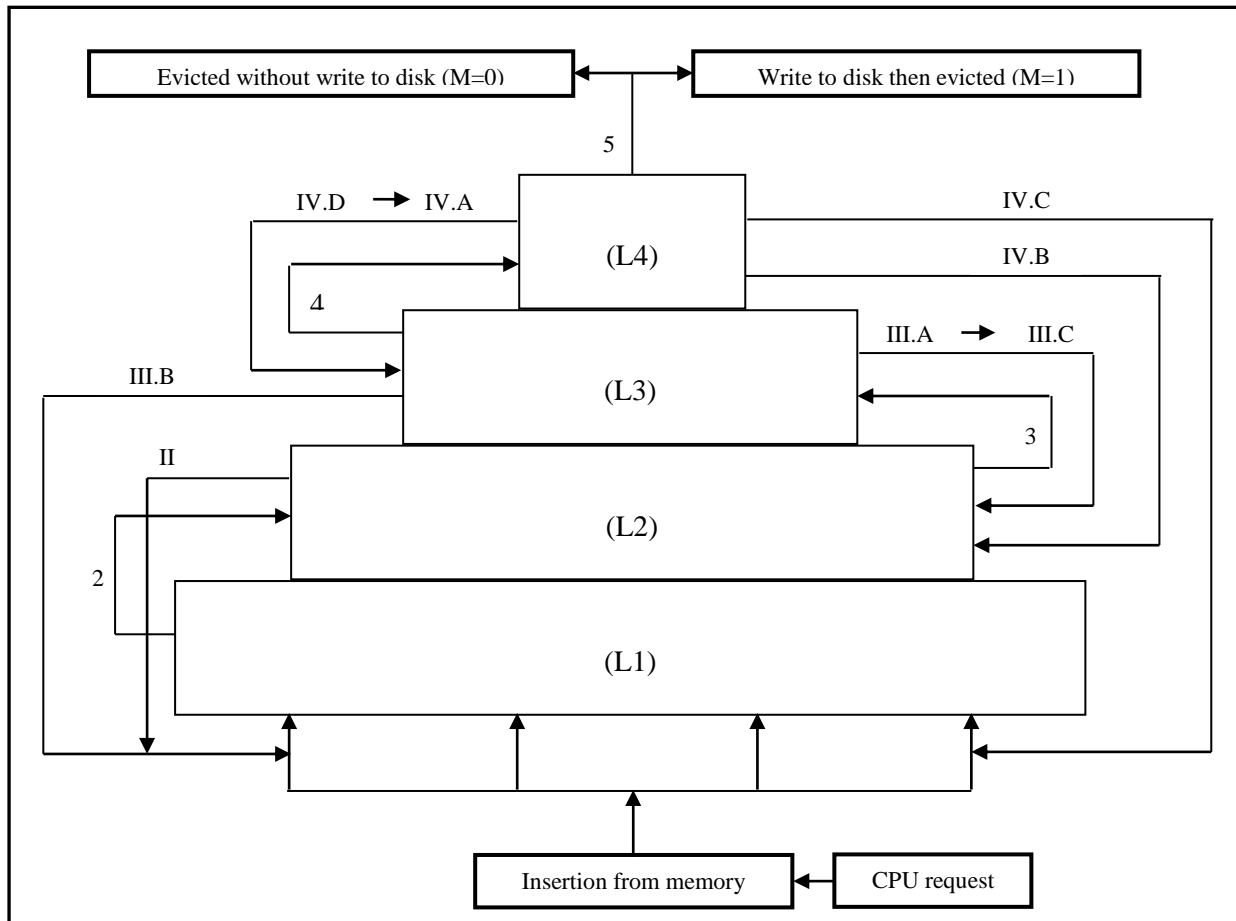 Evicted without write to disk (M=0)
Write to disk then evicted (M=1)
5
IV.D
IV.A
IV.C
(L4)
IV.B
4
III.A
III.C
III.B
(L3)
3
II
(L2)
2
(L1)
Insertion from memory
CPU request